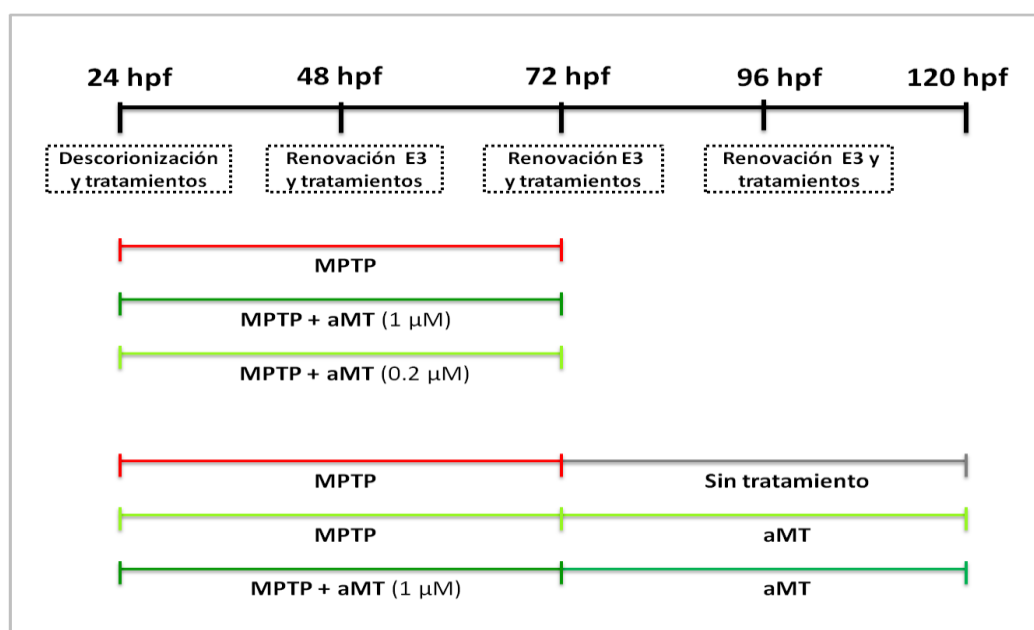 24 hpf 48 hpf 72 hpf 96 hpf 120 hpf
Descorionización
y tratamientos
Renovación E3
y tratamientos
Renovación E3
y tratamientos
Renovación E3 y
tratamientos
MPTP
MPTP + aMT (1 µM)
MPTP + aMT (0.2 µM)
MPTP Sin tratamiento
MPTP aMT
MPTP + aMT (1 µM) aMT